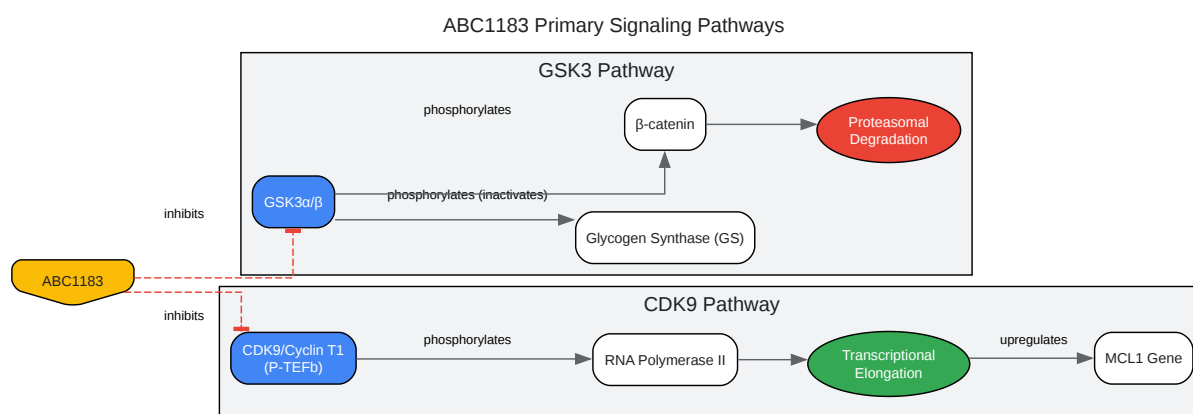 ABC1183 Primary Signaling Pathways
GSK3 Pathway
phosphorylates
β-catenin
Proteasomal
Degradation
GSK3α/β
phosphorylates (inactivates)
inhibits
Glycogen Synthase (GS)
ABC1183
CDK9 Pathway
inhibits
CDK9/Cyclin T1
(P-TEFb)
phosphorylates
RNA Polymerase II
Transcriptional
Elongation
upregulates
MCL1 Gene